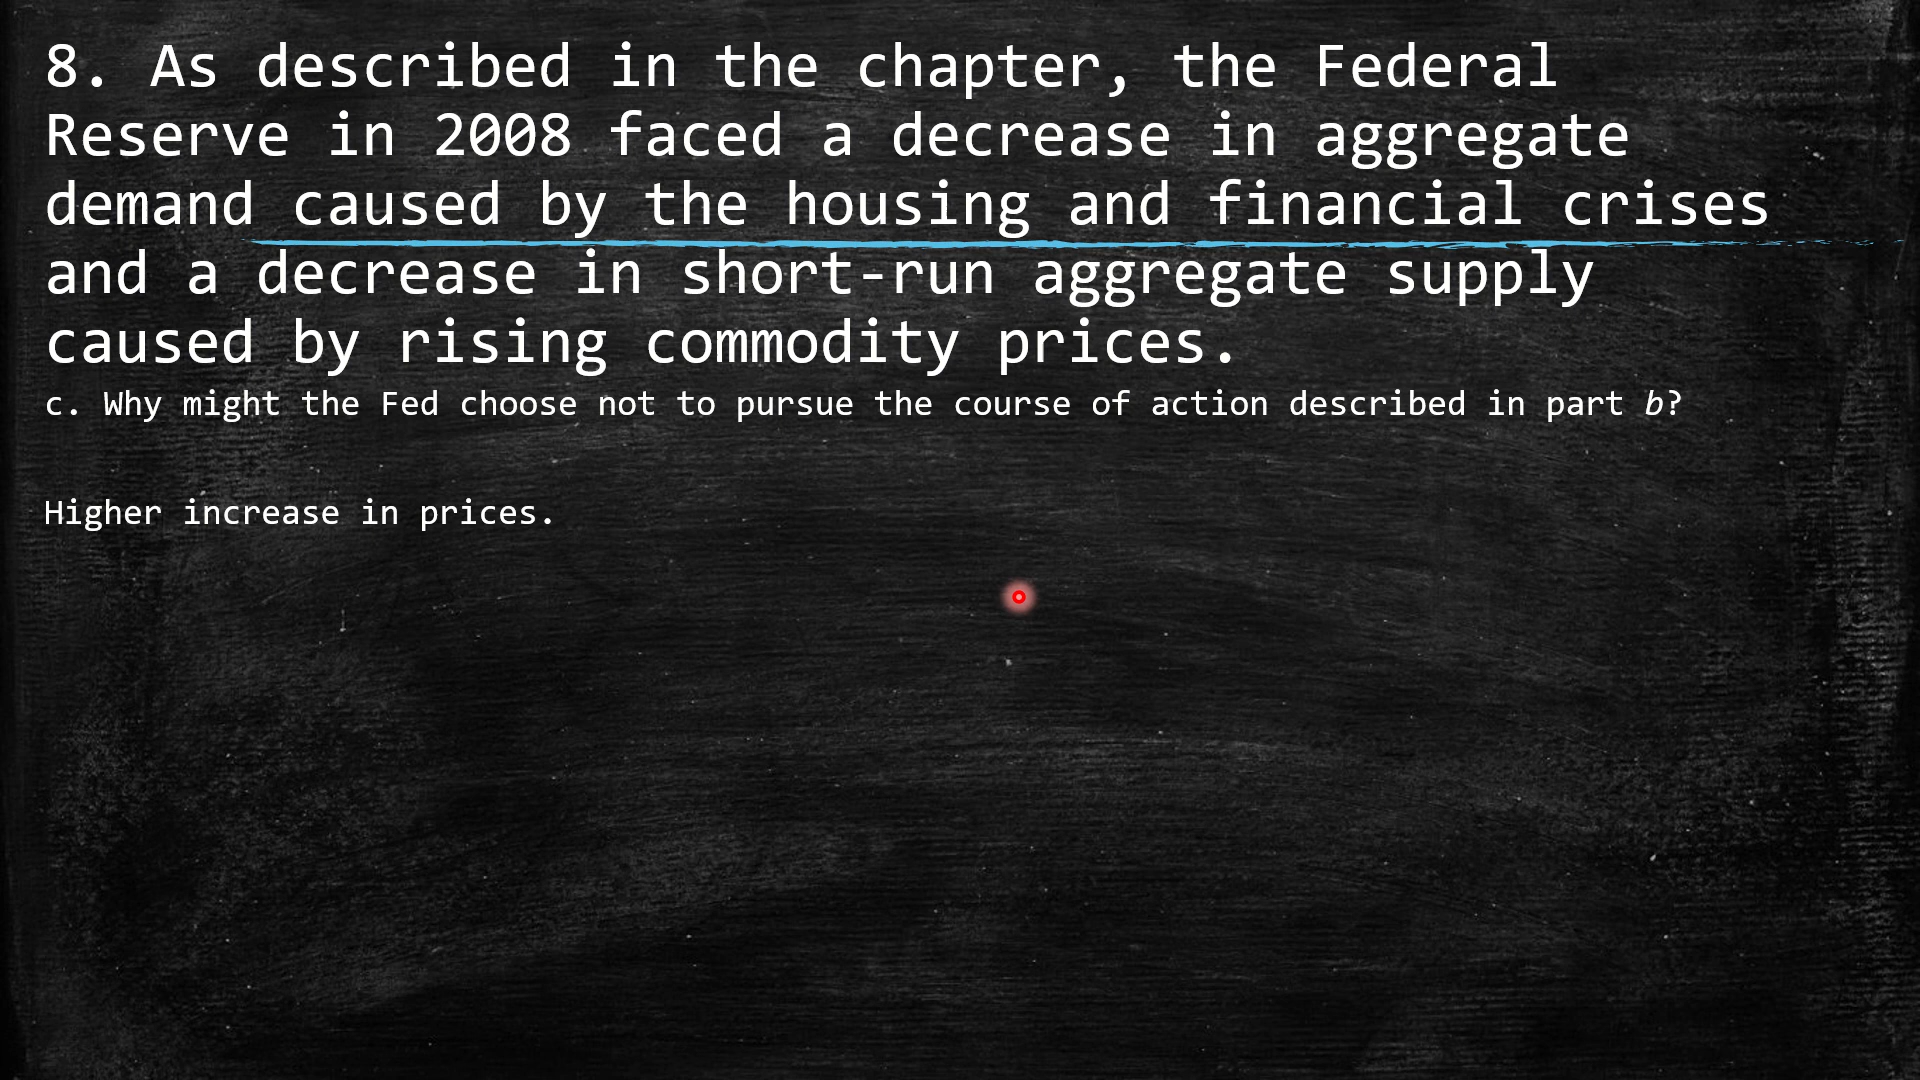 8. As described in the chapter, the Federal
Reserve in 2008 faced a decrease in aggregate
demand caused by the housing and financial crises
and a decrease in short-run aggregate supply
caused by rising commodity prices.
c. Why might the Fed choose not to pursue the course of action described in part b?
Higher increase in prices.